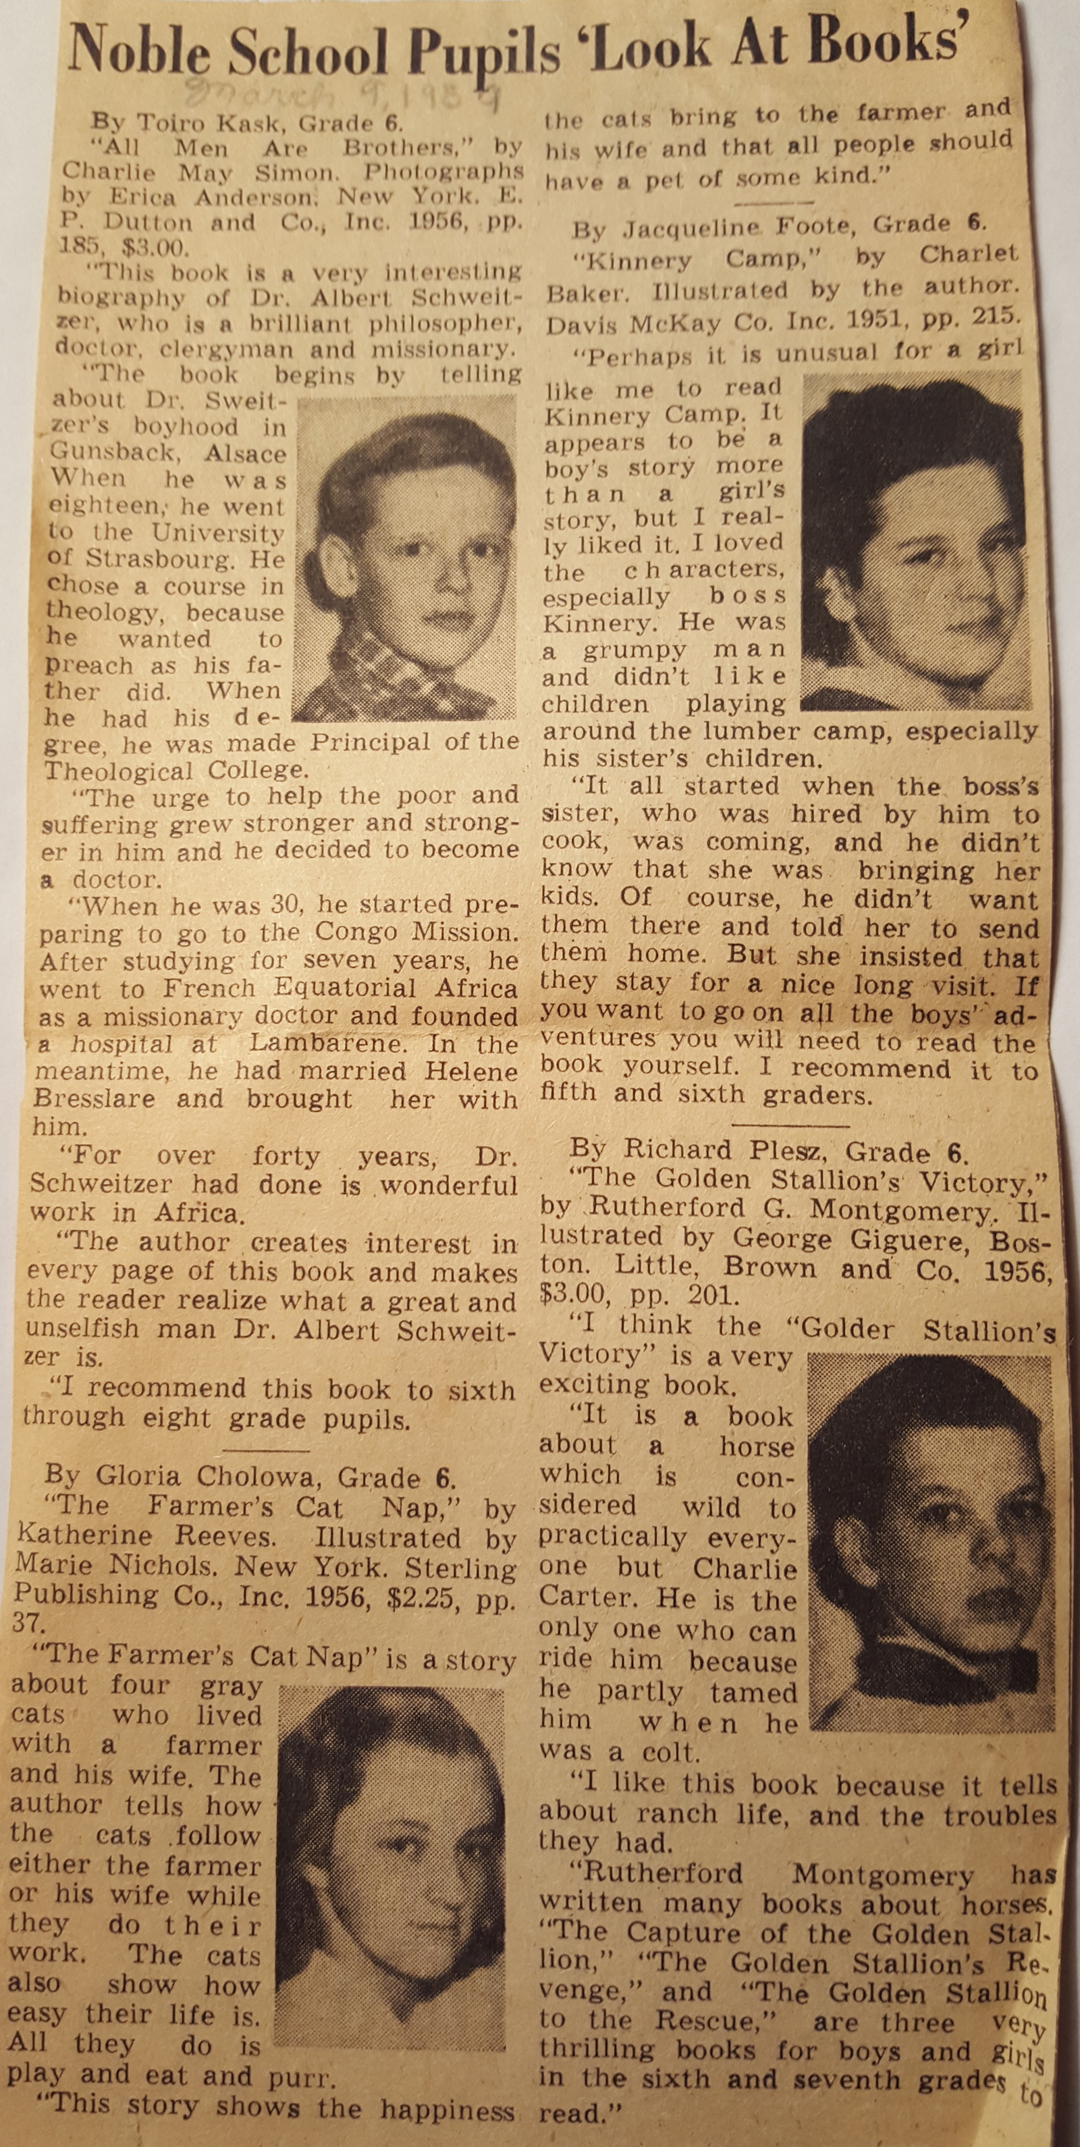 Noble School Pupils ‘Look At Books’
March 9, 1959
By Toiro Kask, Grade 6.
“All Men Are Brothers,” by
Charlie May Simon. Photographs
by Erica Anderson. New York. E.
P. Dutton and Co., Inc. 1956, pp.
185, $3.00.
“This book is a very interesting
biography of Dr. Albert Schweit-
zer, who is a brilliant philosopher,
doctor, clergyman and missionary.
“The book begins by telling
about Dr. Sweit-
zer's boyhood in
Gunsback, Alsace
When he was
eighteen, he went
to the University
of Strasbourg. He
chose a course in
theology, because
he wanted to
preach as his fa-
ther did. When
he had his de-
gree, he was made Principal of the
Theological College.
“The urge to help the poor and
suffering grew stronger and strong-
er in him and he decided to become
a doctor.
“When he was 30, he started pre-
paring to go to the Congo Mission.
After studying for seven years, he
went to French Equatorial Africa
as a missionary doctor and founded
a hospital at Lambarene. In the
meantime, he had married Helene
Bresslare and brought her with
him.
“For over forty years, Dr.
Schweitzer had done is wonderful
work in Africa.
“The author creates interest in
every page of this book and makes
the reader realize what a great and
unselfish man Dr. Albert Schweit-
zer is.
“I recommend this book to sixth
through eight grade pupils.
By Gloria Cholowa, Grade 6.
“The Farmer's Cat Nap,” by
Katherine Reeves. Illustrated by
Marie Nichols. New York. Sterling
Publishing Co., Inc. 1956, $2.25, pp.
37.
“The Farmer's Cat Nap” is a story
about four gray
cats who lived
with a farmer
and his wife. The
author tells how
the cats follow
either the farmer
or his wife while
they do their
work. The cats
also show how
easy their life is.
All they do is
play and eat and purr.
“This story shows the happiness
the cats bring to the farmer and
his wife and that all people should
have a pet of some kind.”
By Jacqueline Foote, Grade 6.
“Kinnery Camp,” by Charlet
Baker. Illustrated by the author.
Davis McKay Co. Inc. 1951, pp. 215.
“Perhaps it is unusual for a girl
like me to read
Kinnery Camp. It
appears to be a
boy's story more
than a girl's
story, but I real-
ly liked it. I loved
the characters,
especially boss
Kinnery. He was
a grumpy man
and didn't like
children playing
around the lumber camp, especially
his sister's children.
“It all started when the boss's
sister, who was hired by him to
cook, was coming, and he didn't
know that she was bringing her
kids. Of course, he didn't want
them there and told her to send
them home. But she insisted that
they stay for a nice long visit. If
you want to go on all the boys' ad-
ventures you will need to read the
book yourself. I recommend it to
fifth and sixth graders.
By Richard Plesz, Grade 6.
“The Golden Stallion's Victory,”
by Rutherford G. Montgomery. Il-
lustrated by George Giguere, Bos-
ton. Little, Brown and Co. 1956,
$3.00, pp. 201.
“I think the “Golder Stallion's
Victory” is a very
exciting book.
“It is a book
about a horse
which is con-
sidered wild to
practically every-
one but Charlie
Carter. He is the
only one who can
ride him because
he partly tamed
him when he
was a colt.
“I like this book because it tells
about ranch life, and the troubles
they had.
“Rutherford Montgomery has
written many books about horses.
“The Capture of the Golden Stal-
lion,” “The Golden Stallion's Re-
venge,” and “The Golden Stallion
to the Rescue,” are three very
thrilling books for boys and girls
in the sixth and seventh grades to
read.”